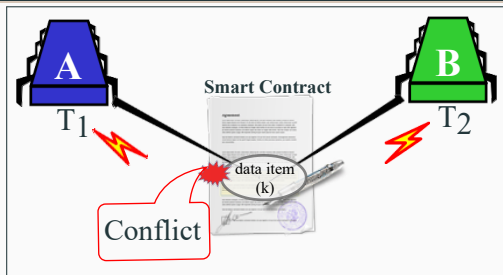 A
B
Smart Contract
T1
T2
data item
(k)
Conflict